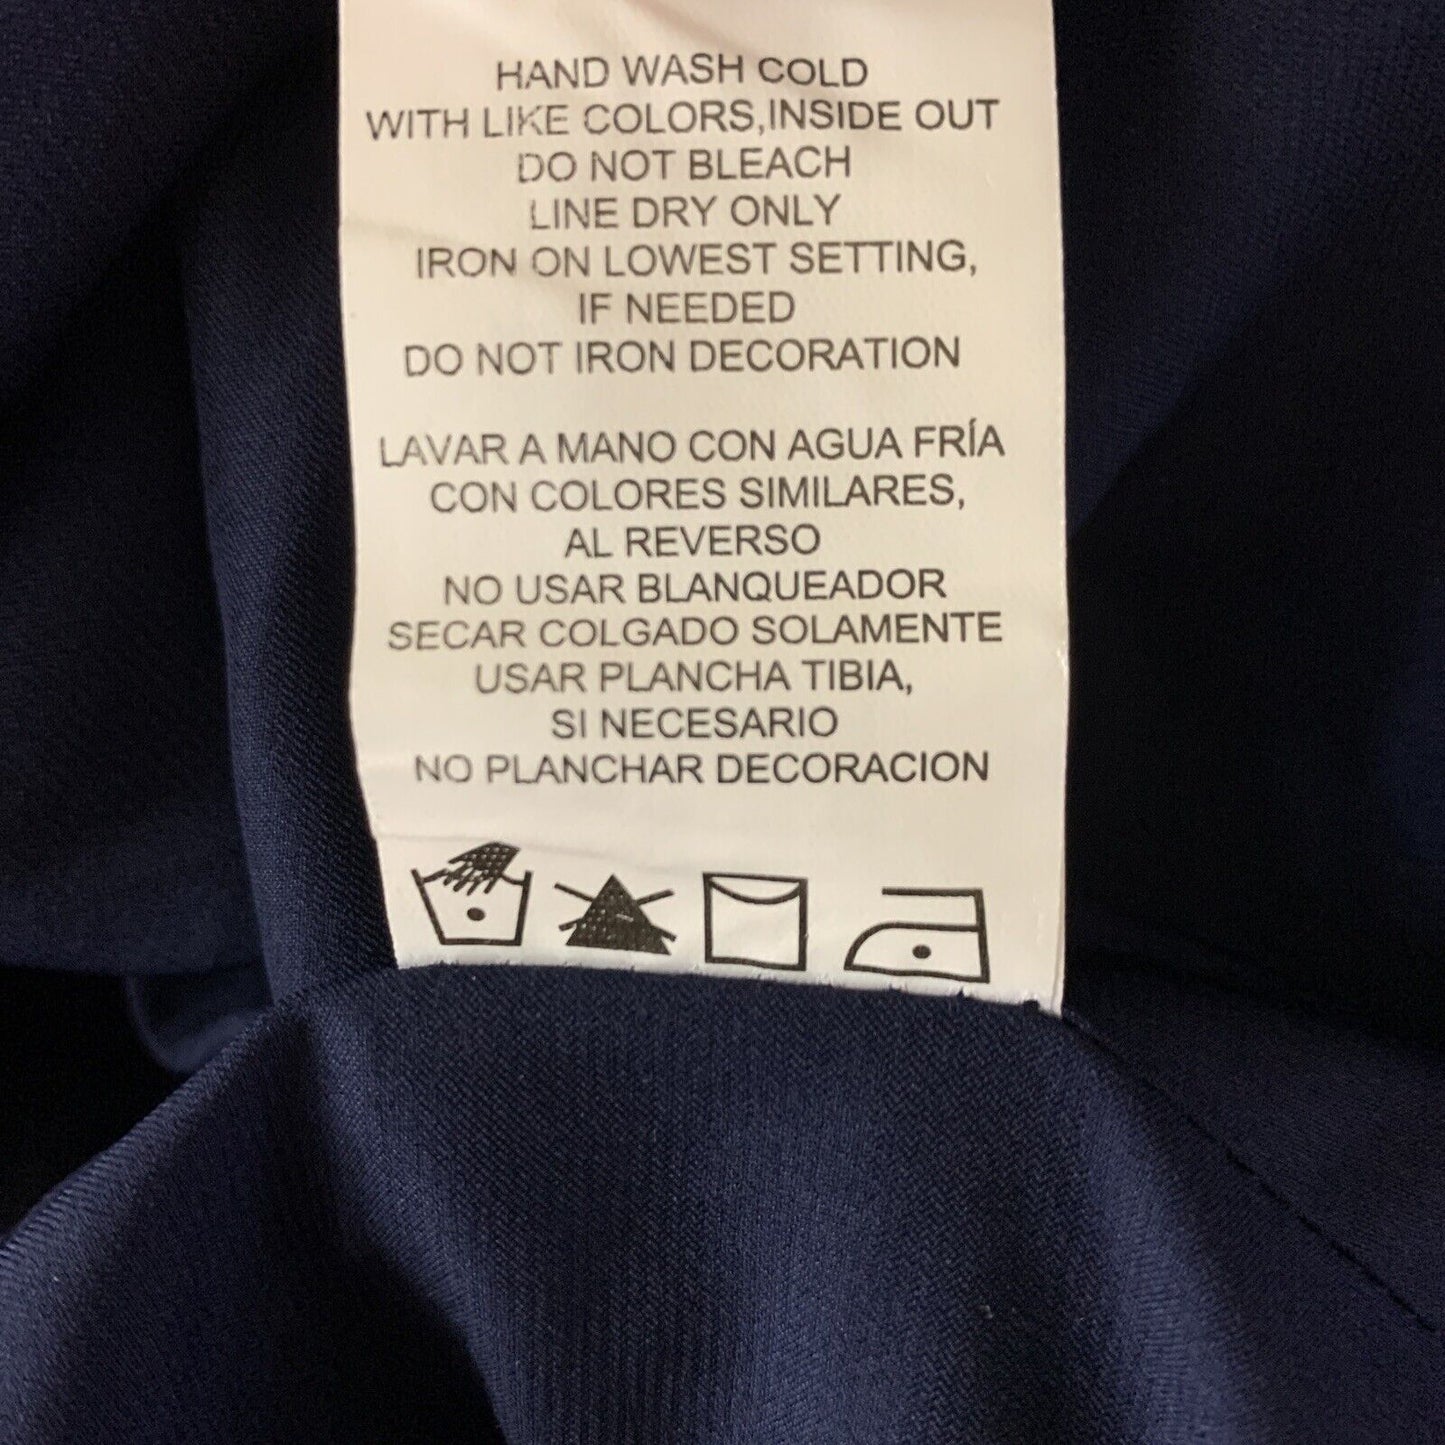 HAND WASH COLD
WITH LIKE COLORS,INSIDE OUT
DO NOT BLEACH
LINE DRY ONLY
IRON ON LOWEST SETTING,
IF NEEDED
DO NOT IRON DECORATION
LAVAR A MANO CON AGUA FRÍA
CON COLORES SIMILARES,
AL REVERSO
NO USAR BLANQUEADOR
SECAR COLGADO SOLAMENTE
USAR PLANCHA TIBIA,
SI NECESARIO
NO PLANCHAR DECORACION